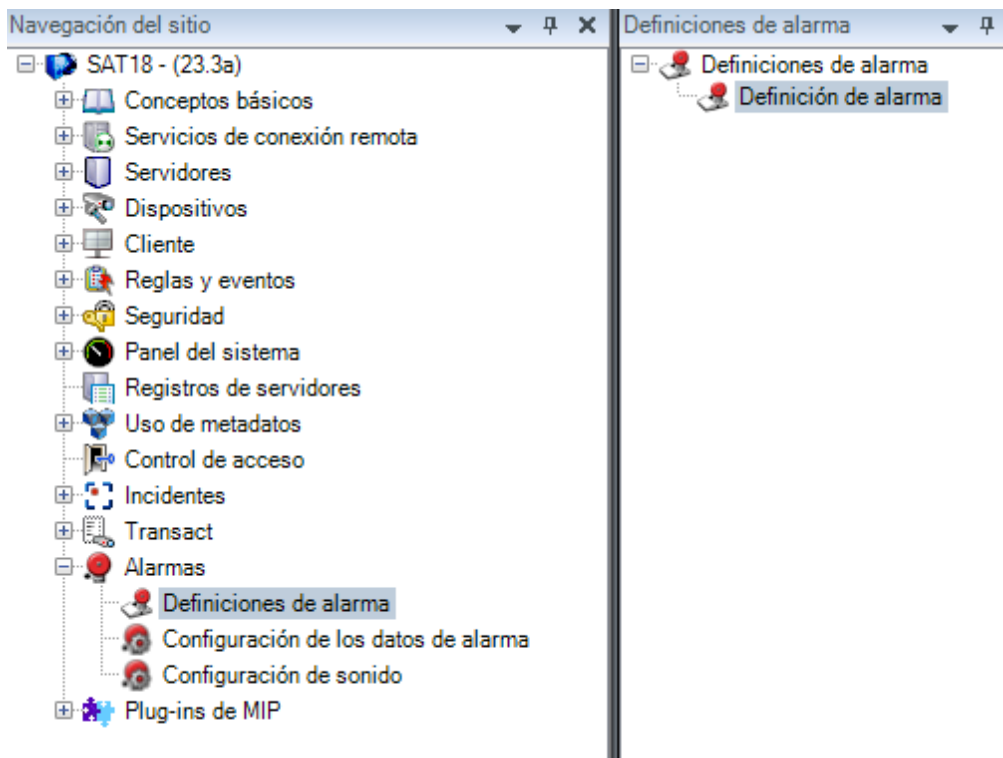 Navegación del sitio
SAT18 - (23.3a)
Conceptos básicos
Servicios de conexión remota
Servidores
Dispositivos
Cliente
Reglas y eventos
Seguridad
Panel del sistema
Registros de servidores
Uso de metadatos
Control de acceso
Incidentes
Transact
Alarmas
Definiciones de alarma
Configuración de los datos de alarma
Configuración de sonido
Plug-ins de MIP
Definiciones de alarma
Definiciones de alarma
Definición de alarma